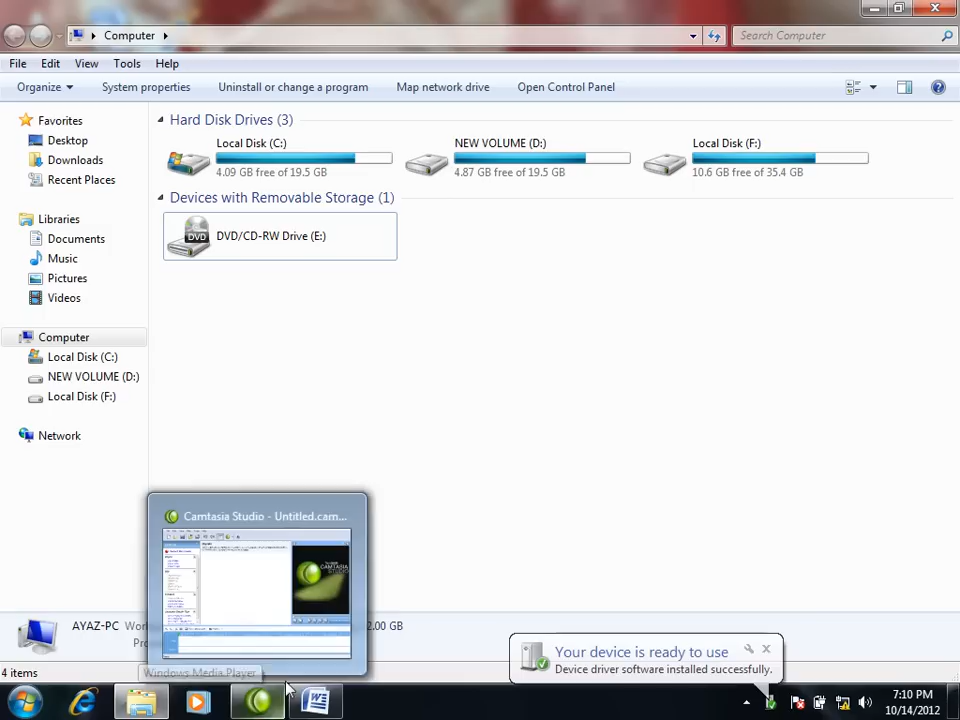 Computer
Search Computer
File Edit View Tools Help
Organize System properties Uninstall or change a program Map network drive Open Control Panel
Favorites
Desktop
Downloads
Recent Places
Libraries
Documents
Music
Pictures
Videos
Computer
Local Disk (C:)
NEW VOLUME (D:)
Local Disk (F:)
Network
Hard Disk Drives (3)
Local Disk (C:)
4.09 GB free of 19.5 GB
NEW VOLUME (D:)
4.87 GB free of 19.5 GB
Local Disk (F:)
10.6 GB free of 35.4 GB
Devices with Removable Storage (1)
DVD
DVD/CD-RW Drive (E:)
Camtasia Studio - Untitled.cam...
CAMTASIA
STUDIO
AYAZ-PC
2.00 GB
4 items
Windows Media Player
Your device is ready to use
Device driver software installed successfully.
7:10 PM
10/14/2012